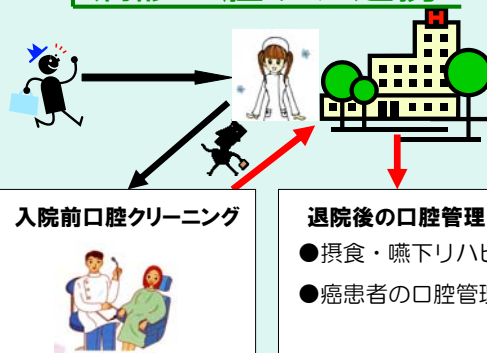 H
入院前口腔クリーニング
退院後の口腔管理
●摂食・嚥下リハ
●癌患者の口腔管理